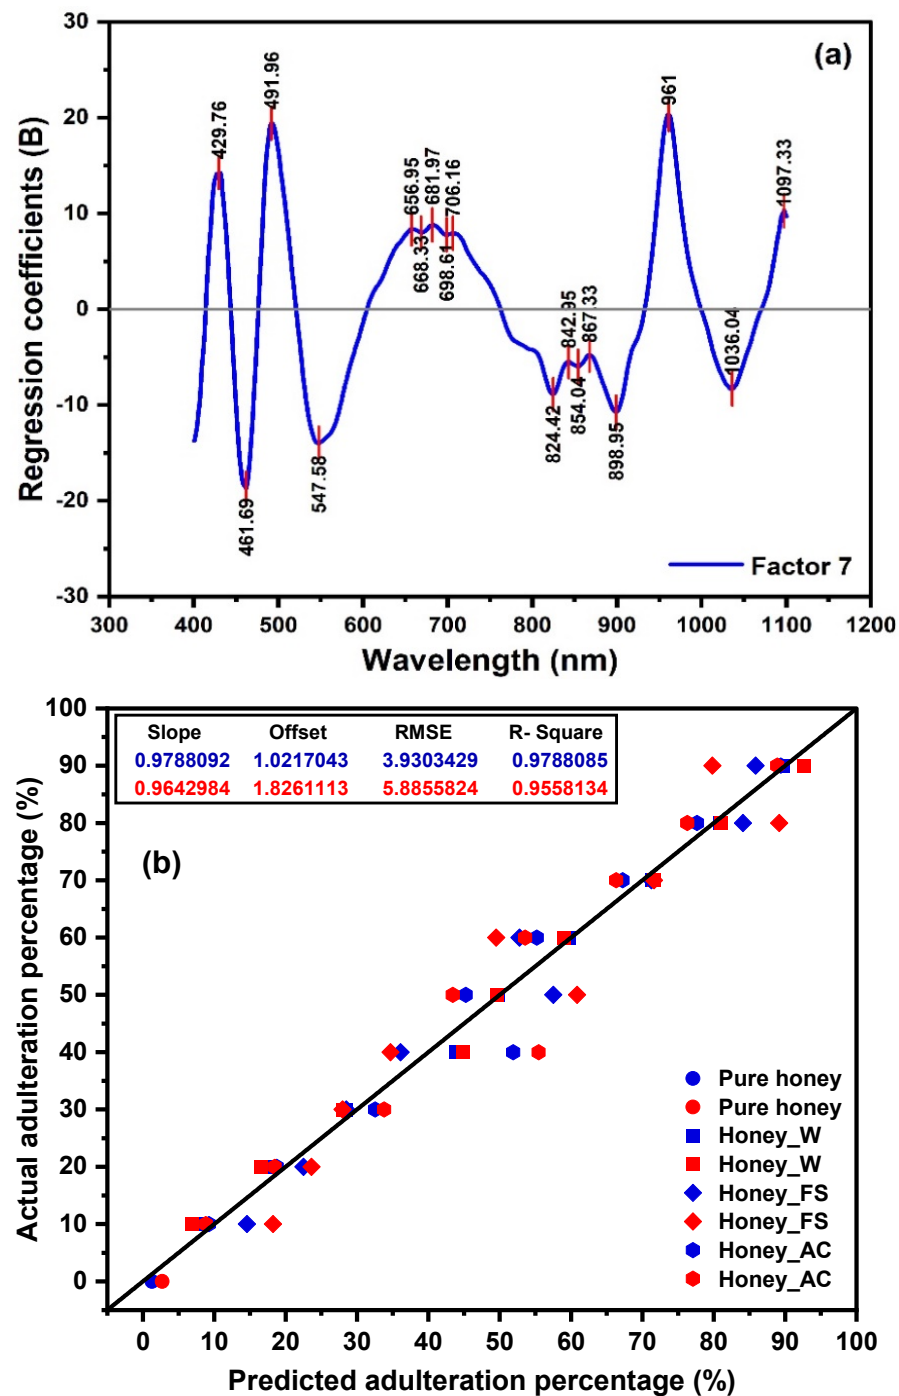 (a)
Regression coefficients (B)
30
20
10
0
-10
-20
-30
429.76
461.69
491.96
547.58
656.95
668.33
681.97
698.61
706.16
824.42
842.95
854.04
867.33
898.95
961
1036.04
1097.33
Factor 7
300 400 500 600 700 800 900 1000 1100 1200
Wavelength (nm)
Slope Offset RMSE R- Square
0.9788092 1.0217043 3.9303429 0.9788085
0.9642984 1.8261113 5.8855824 0.9558134
(b)
Actual adulteration percentage (%)
100
90
80
70
60
50
40
30
20
10
0
Pure honey
Pure honey
Honey_W
Honey_W
Honey_FS
Honey_FS
Honey_AC
Honey_AC
0 10 20 30 40 50 60 70 80 90 100
Predicted adulteration percentage (%)